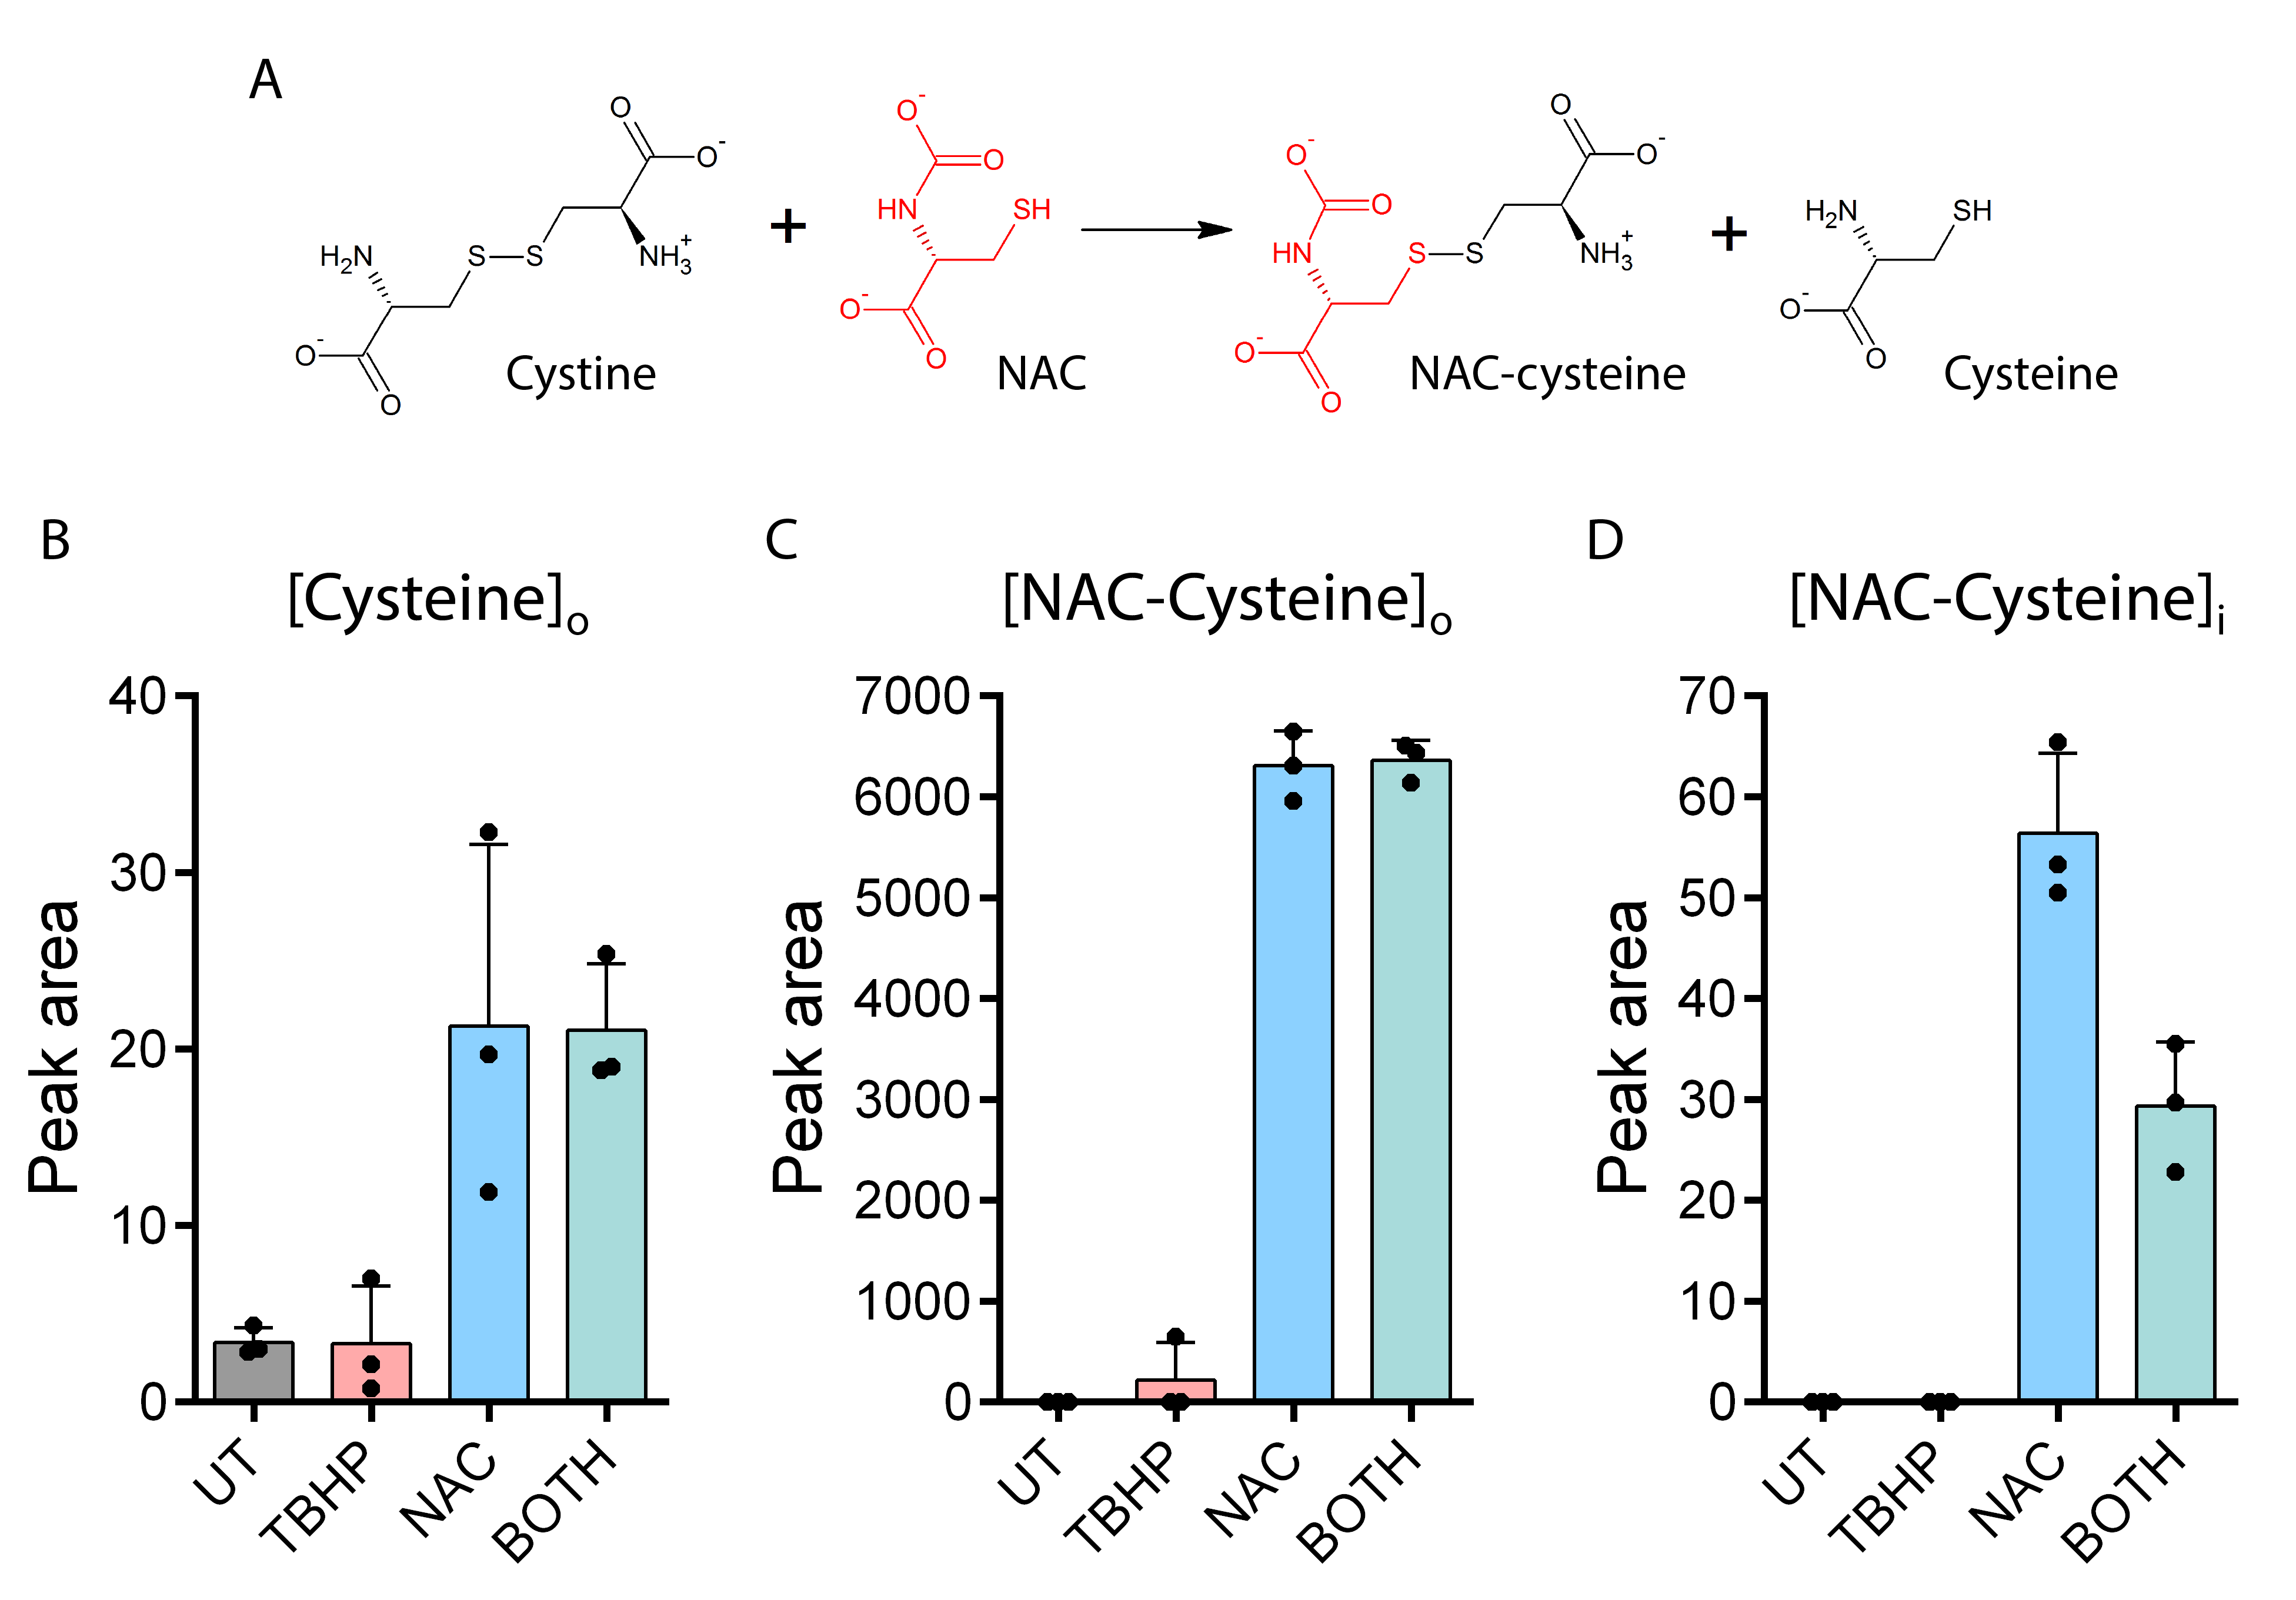 A
O
O-
H2N
S
S
NH3+
O-
O
Cystine
+
O-
O
HN
SH
O-
O
NAC
O-
O
HN
S
S
O
O-
NH3+
O-
O
NAC-cysteine
+
H2N
SH
O-
O
Cysteine
B
[Cysteine]o
Peak area
40
30
20
10
0
UT
TBHP
NAC
BOTH
C
[NAC-Cysteine]o
Peak area
7000
6000
5000
4000
3000
2000
1000
0
UT
TBHP
NAC
BOTH
D
[NAC-Cysteine]i
Peak area
70
60
50
40
30
20
10
0
UT
TBHP
NAC
BOTH